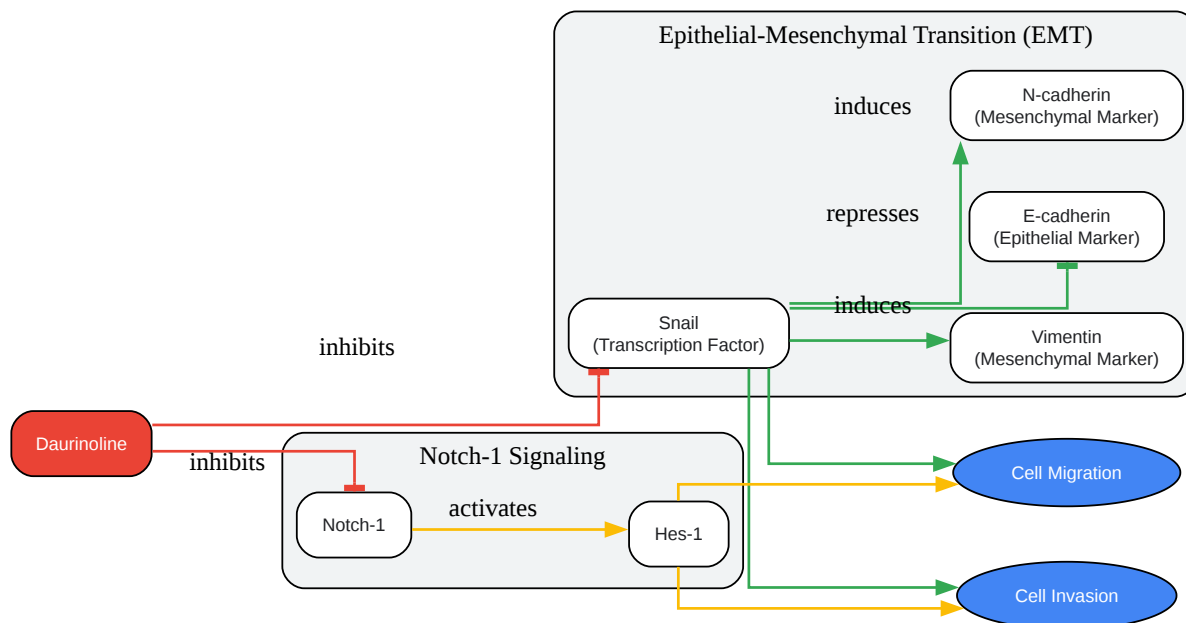 Epithelial-Mesenchymal Transition (EMT)
induces
N-cadherin
(Mesenchymal Marker)
represses
E-cadherin
(Epithelial Marker)
induces
Snail
(Transcription Factor)
Vimentin
(Mesenchymal Marker)
inhibits
Daurinoline
inhibits
Notch-1 Signaling
Notch-1
activates
Hes-1
Cell Migration
Cell Invasion